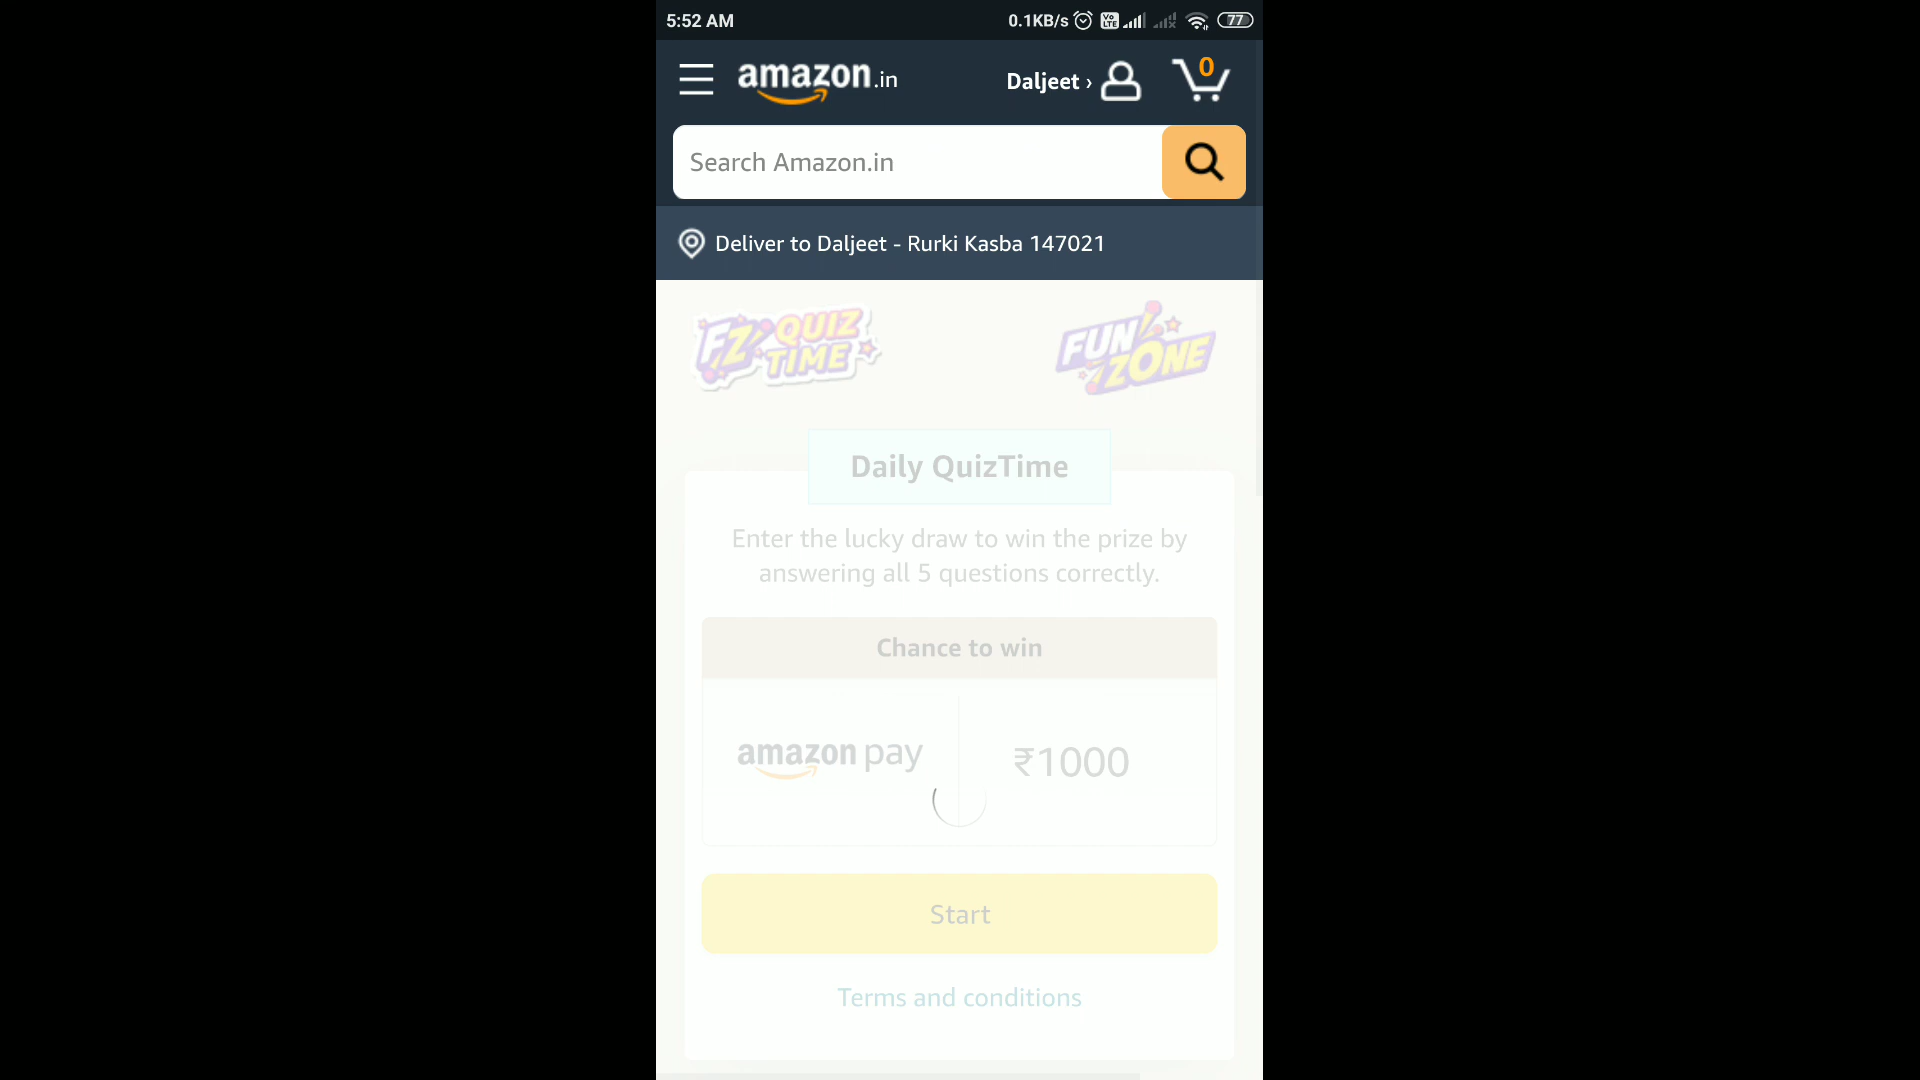 5:52 AM 0.1KB/s Vo LTE 77
amazon.in Daljeet › 0
Search Amazon.in
Deliver to Daljeet - Rurki Kasba 147021
FZ QUIZ TIME FUN ZONE
Daily QuizTime
Enter the lucky draw to win the prize by
answering all 5 questions correctly.
Chance to win
amazon pay ₹1000
Start
Terms and conditions